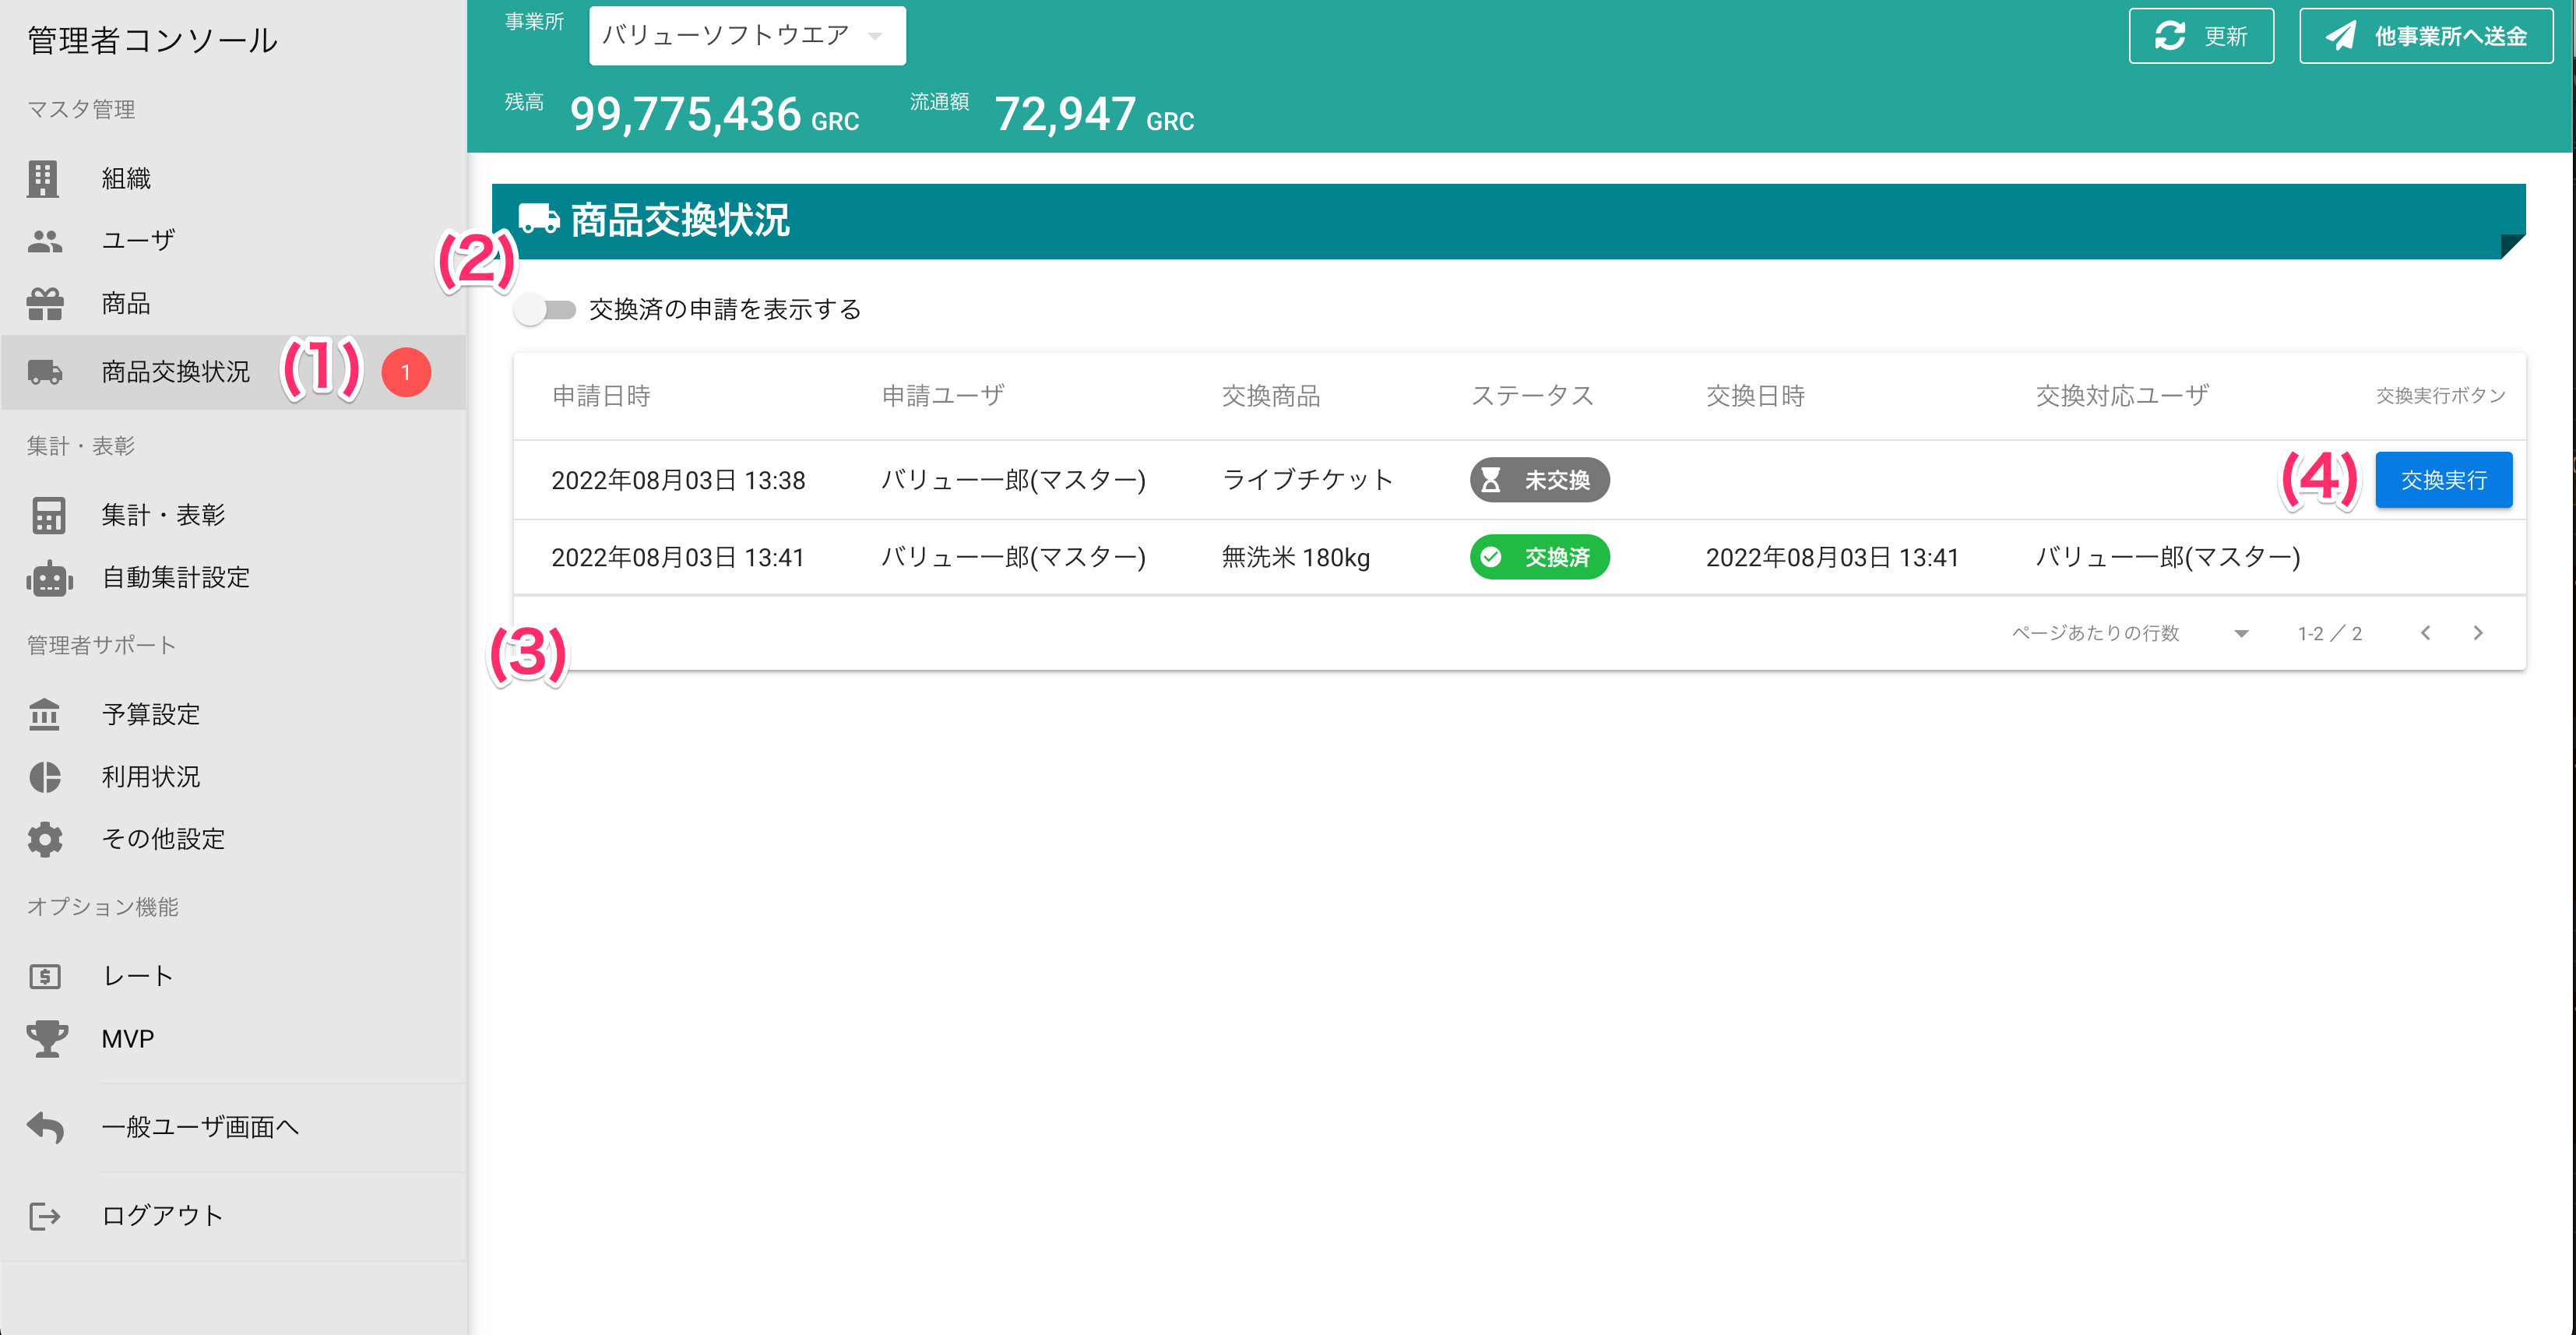 管理者コンソール
マスタ管理
組織
ユーザ
商品
商品交換状況 (1) 1
集計・表彰
集計・表彰
自動集計設定
管理者サポート
予算設定
利用状況
その他設定
オプション機能
レート
MVP
一般ユーザ画面へ
ログアウト
事業所 バリューソフトウエア 更新 他事業所へ送金
残高 99,775,436 GRC 流通額 72,947 GRC
商品交換状況
(2)
交換済の申請を表示する
申請日時 申請ユーザ 交換商品 ステータス 交換日時 交換対応ユーザ 交換実行ボタン
2022年08月03日 13:38 バリュー一郎(マスター) ライブチケット 未交換 (4) 交換実行
2022年08月03日 13:41 バリュー一郎(マスター) 無洗米 180kg 交換済 2022年08月03日 13:41 バリュー一郎(マスター)
(3) ページあたりの行数 1-2 ／ 2